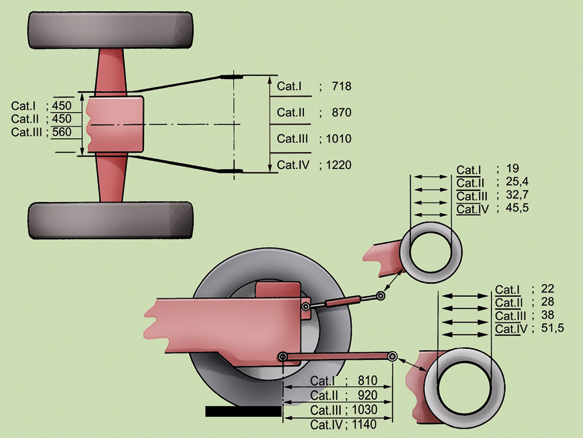 Cat.I ; 450
Cat.II ; 450
Cat.III ; 560
Cat.I ; 718
Cat.II ; 870
Cat.III ; 1010
Cat.IV ; 1220
Cat.I ; 19
Cat.II ; 25,4
Cat.III ; 32,7
Cat.IV ; 45,5
Cat.I ; 22
Cat.II ; 28
Cat.III ; 38
Cat.IV ; 51,5
Cat.I ; 810
Cat.II ; 920
Cat.III ; 1030
Cat.IV ; 1140